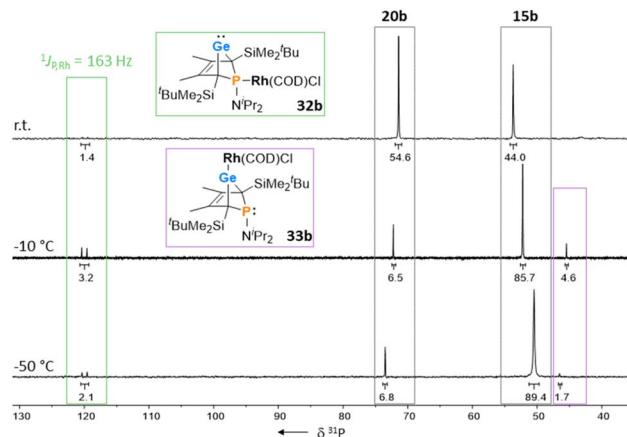 20b 15b
¹J_P,Rh = 163 Hz
Ge
SiMe₂ᵗBu
P Rh(COD)Cl
ᵗBuMe₂Si
NⁱPr₂
32b
r.t.
1.4 54.6 44.0
Rh(COD)Cl
Ge
SiMe2ᵗBu
P:
ᵗBuMe₂Si
NⁱPr₂
33b
-10 °C
3.2 6.5 85.7 4.6
-50 °C
2.1 6.8 89.4 1.7
130 120 110 100 90 80 70 60 50 40
δ ³¹P